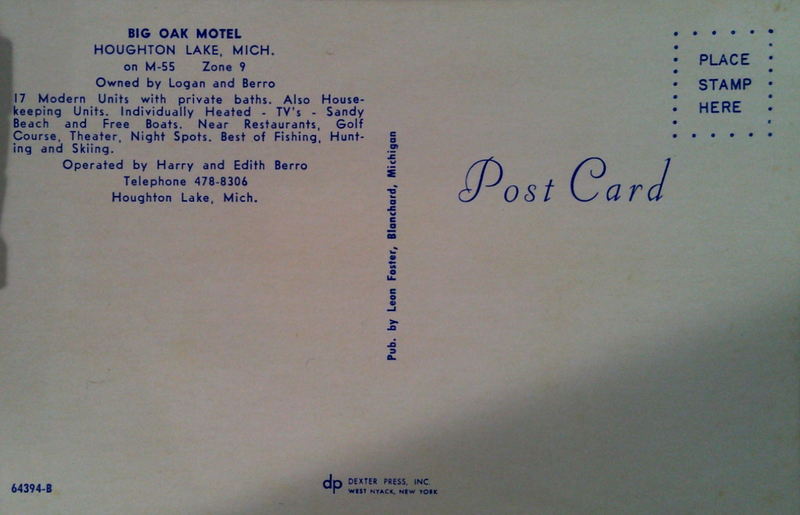 BIG OAK MOTEL
HOUGHTON LAKE, MICH.
on M-55 Zone 9
Owned by Logan and Berro
17 Modern Units with private baths. Also House-
keeping Units. Individually Heated - TV's - Sandy
Beach and Free Boats. Near Restaurants, Golf
Course, Theater, Night Spots. Best of Fishing, Hunt-
ing and Skiing.
Operated by Harry and Edith Berro
Telephone 478-8306
Houghton Lake, Mich.
Pub. by Leon Foster, Blanchard, Michigan
PLACE
STAMP
HERE
Post Card
64394-B
dp DEXTER PRESS, INC.
WEST NYACK, NEW YORK